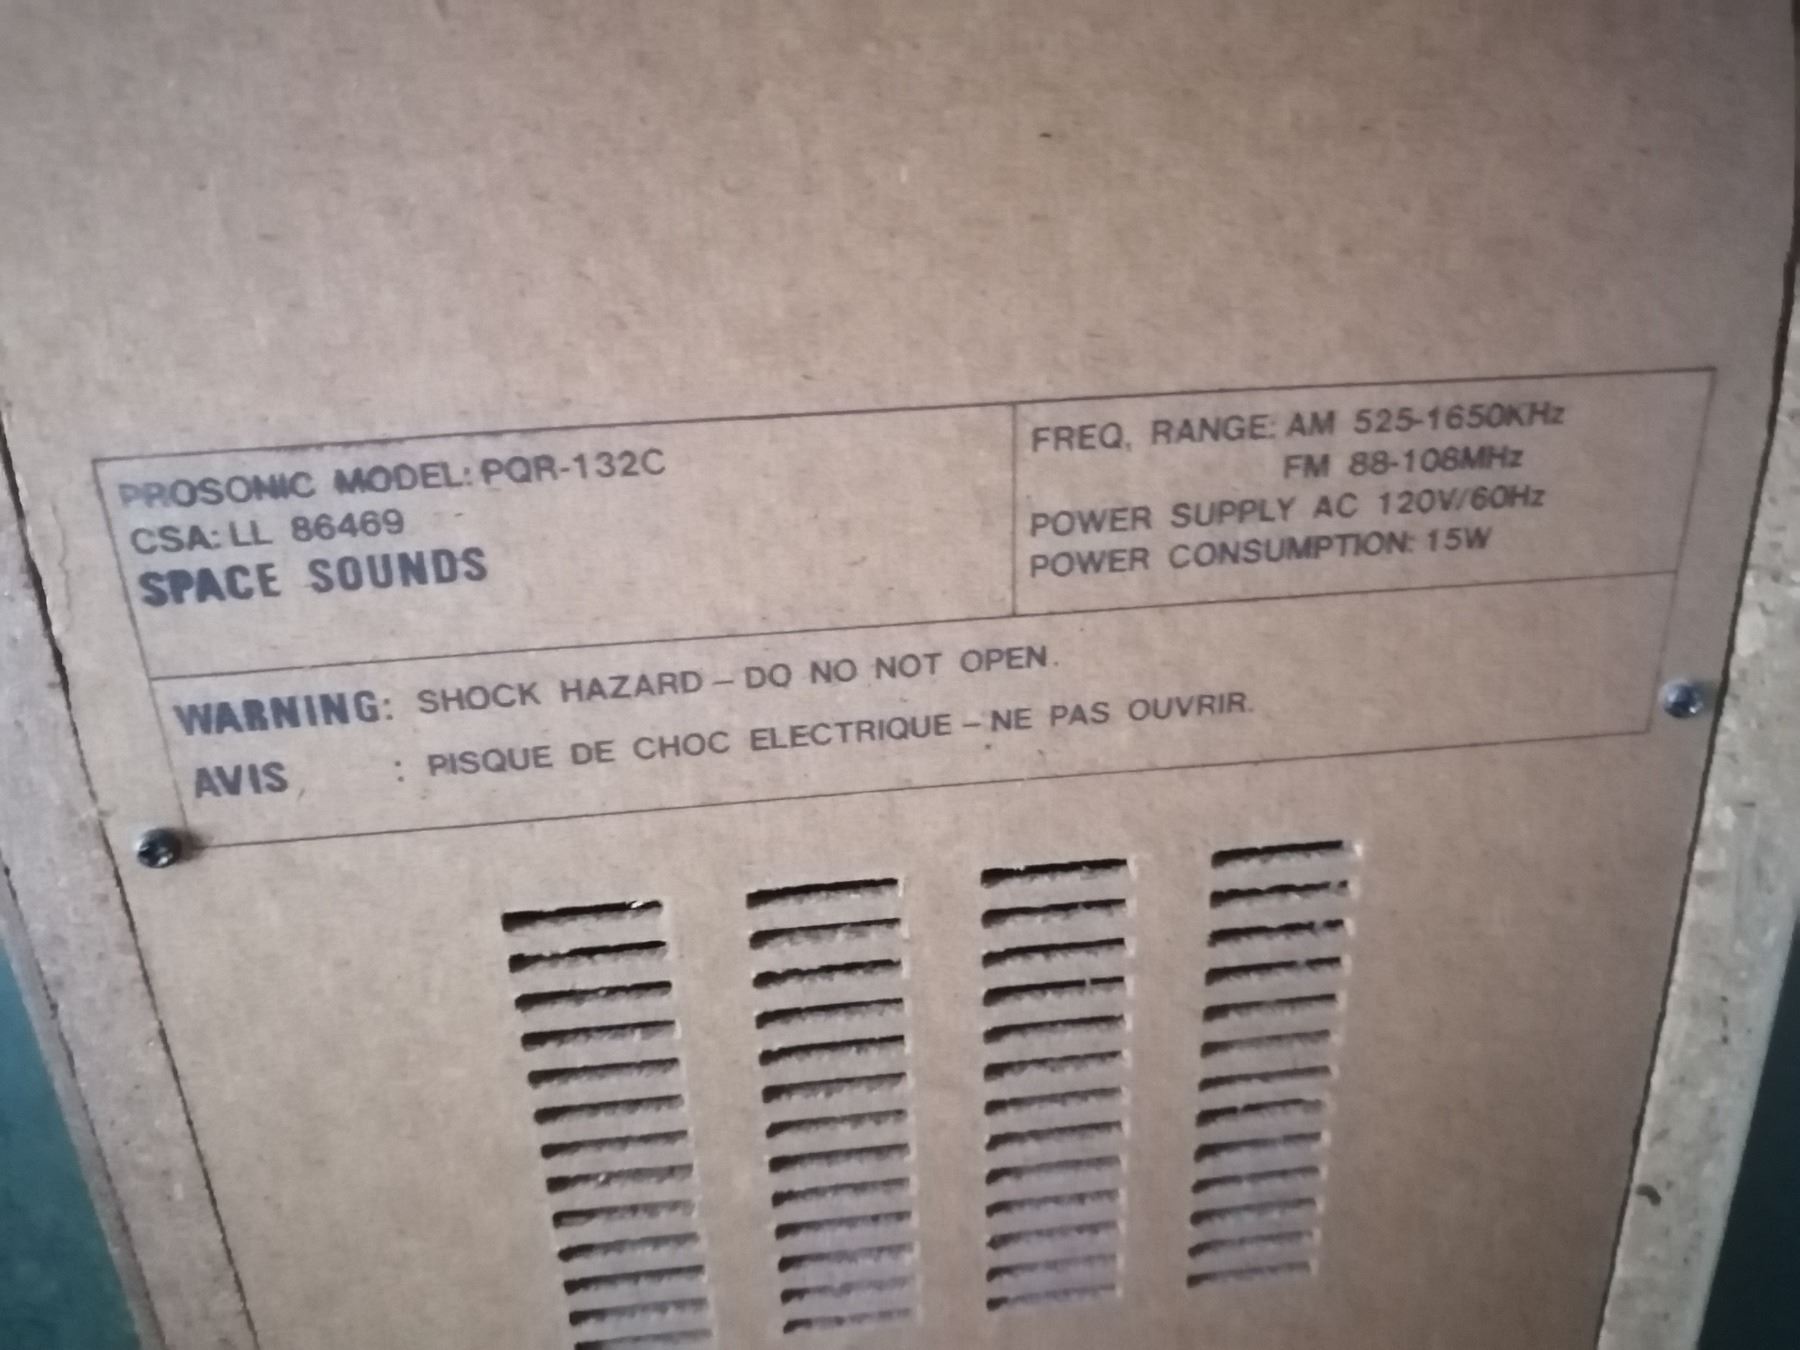 PROSONIC MODEL: PQR-132C
CSA: LL 86469
SPACE SOUNDS
FREQ. RANGE: AM 525-1650KHz
FM 88-108MHz
POWER SUPPLY AC 120V/60Hz
POWER CONSUMPTION: 15W
WARNING: SHOCK HAZARD – DO NO NOT OPEN.
AVIS : PISQUE DE CHOC ELECTRIQUE – NE PAS OUVRIR.